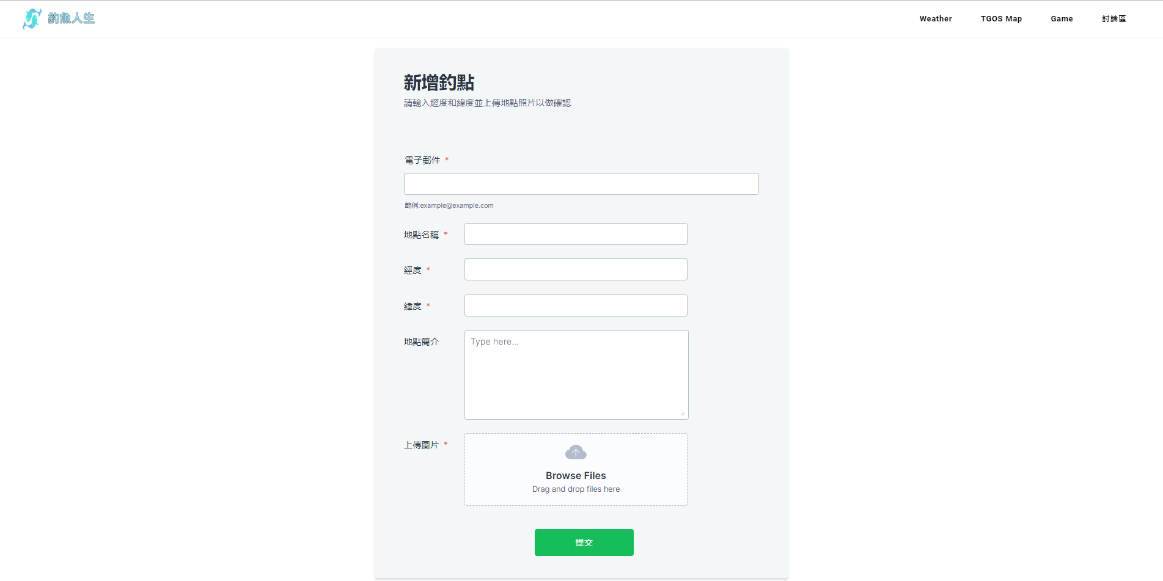 釣魚人生
Weather TGOS Map Game 討論區
新增釣點
請輸入經度和緯度並上傳地點照片以做確認
電子郵件 *
範例:example@example.com
地點名稱 *
經度 *
緯度 *
地點簡介
Type here...
上傳圖片 *
Browse Files
Drag and drop files here
提交